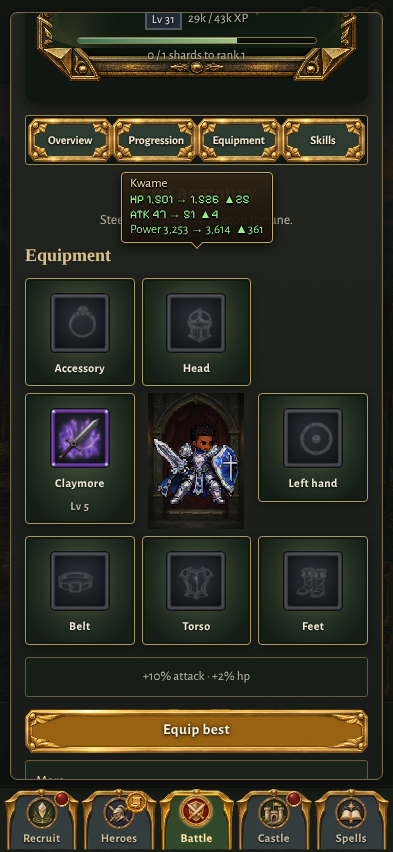 Lv 31 29k / 43k XP
0 / 1 shards to rank 1
Overview Progression Equipment Skills
Kwame
HP 1,801 → 1,826 ▲25
ATK 47 → 51 ▲4
Power 3,253 → 3,614 ▲361
Equipment
Accessory Head
Claymore
Lv 5
Left hand
Belt Torso Feet
+10% attack · +2% hp
Equip best
Recruit Heroes Battle Castle Spells